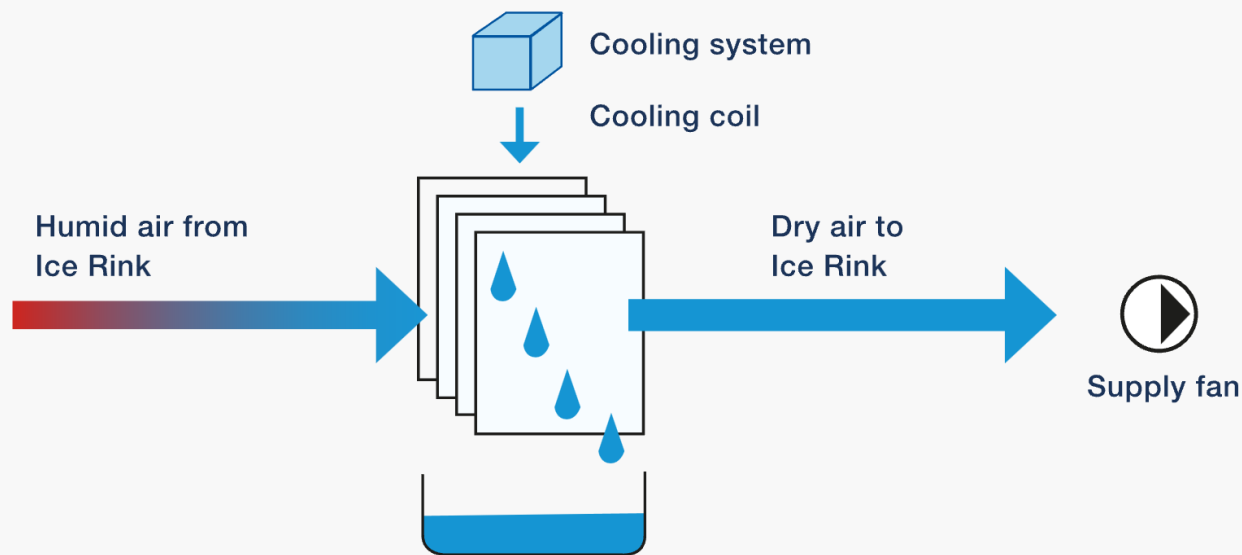 Cooling system
Cooling coil
Humid air from
Ice Rink
Dry air to
Ice Rink
Supply fan